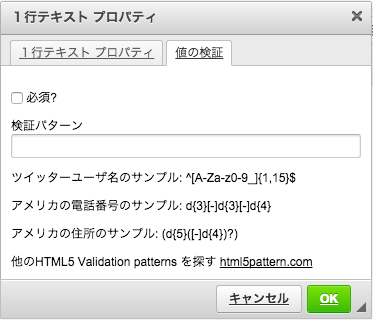 1行テキスト プロパティ
1行テキスト プロパティ
値の検証
必須?
検証パターン
ツイッターユーザ名のサンプル: ^[A-Za-z0-9_]{1,15}$
アメリカの電話番号のサンプル: d{3}[-]d{3}[-]d{4}
アメリカの住所のサンプル: (d{5}([-]d{4})?)
他のHTML5 Validation patterns を探す html5pattern.com
キャンセル
OK